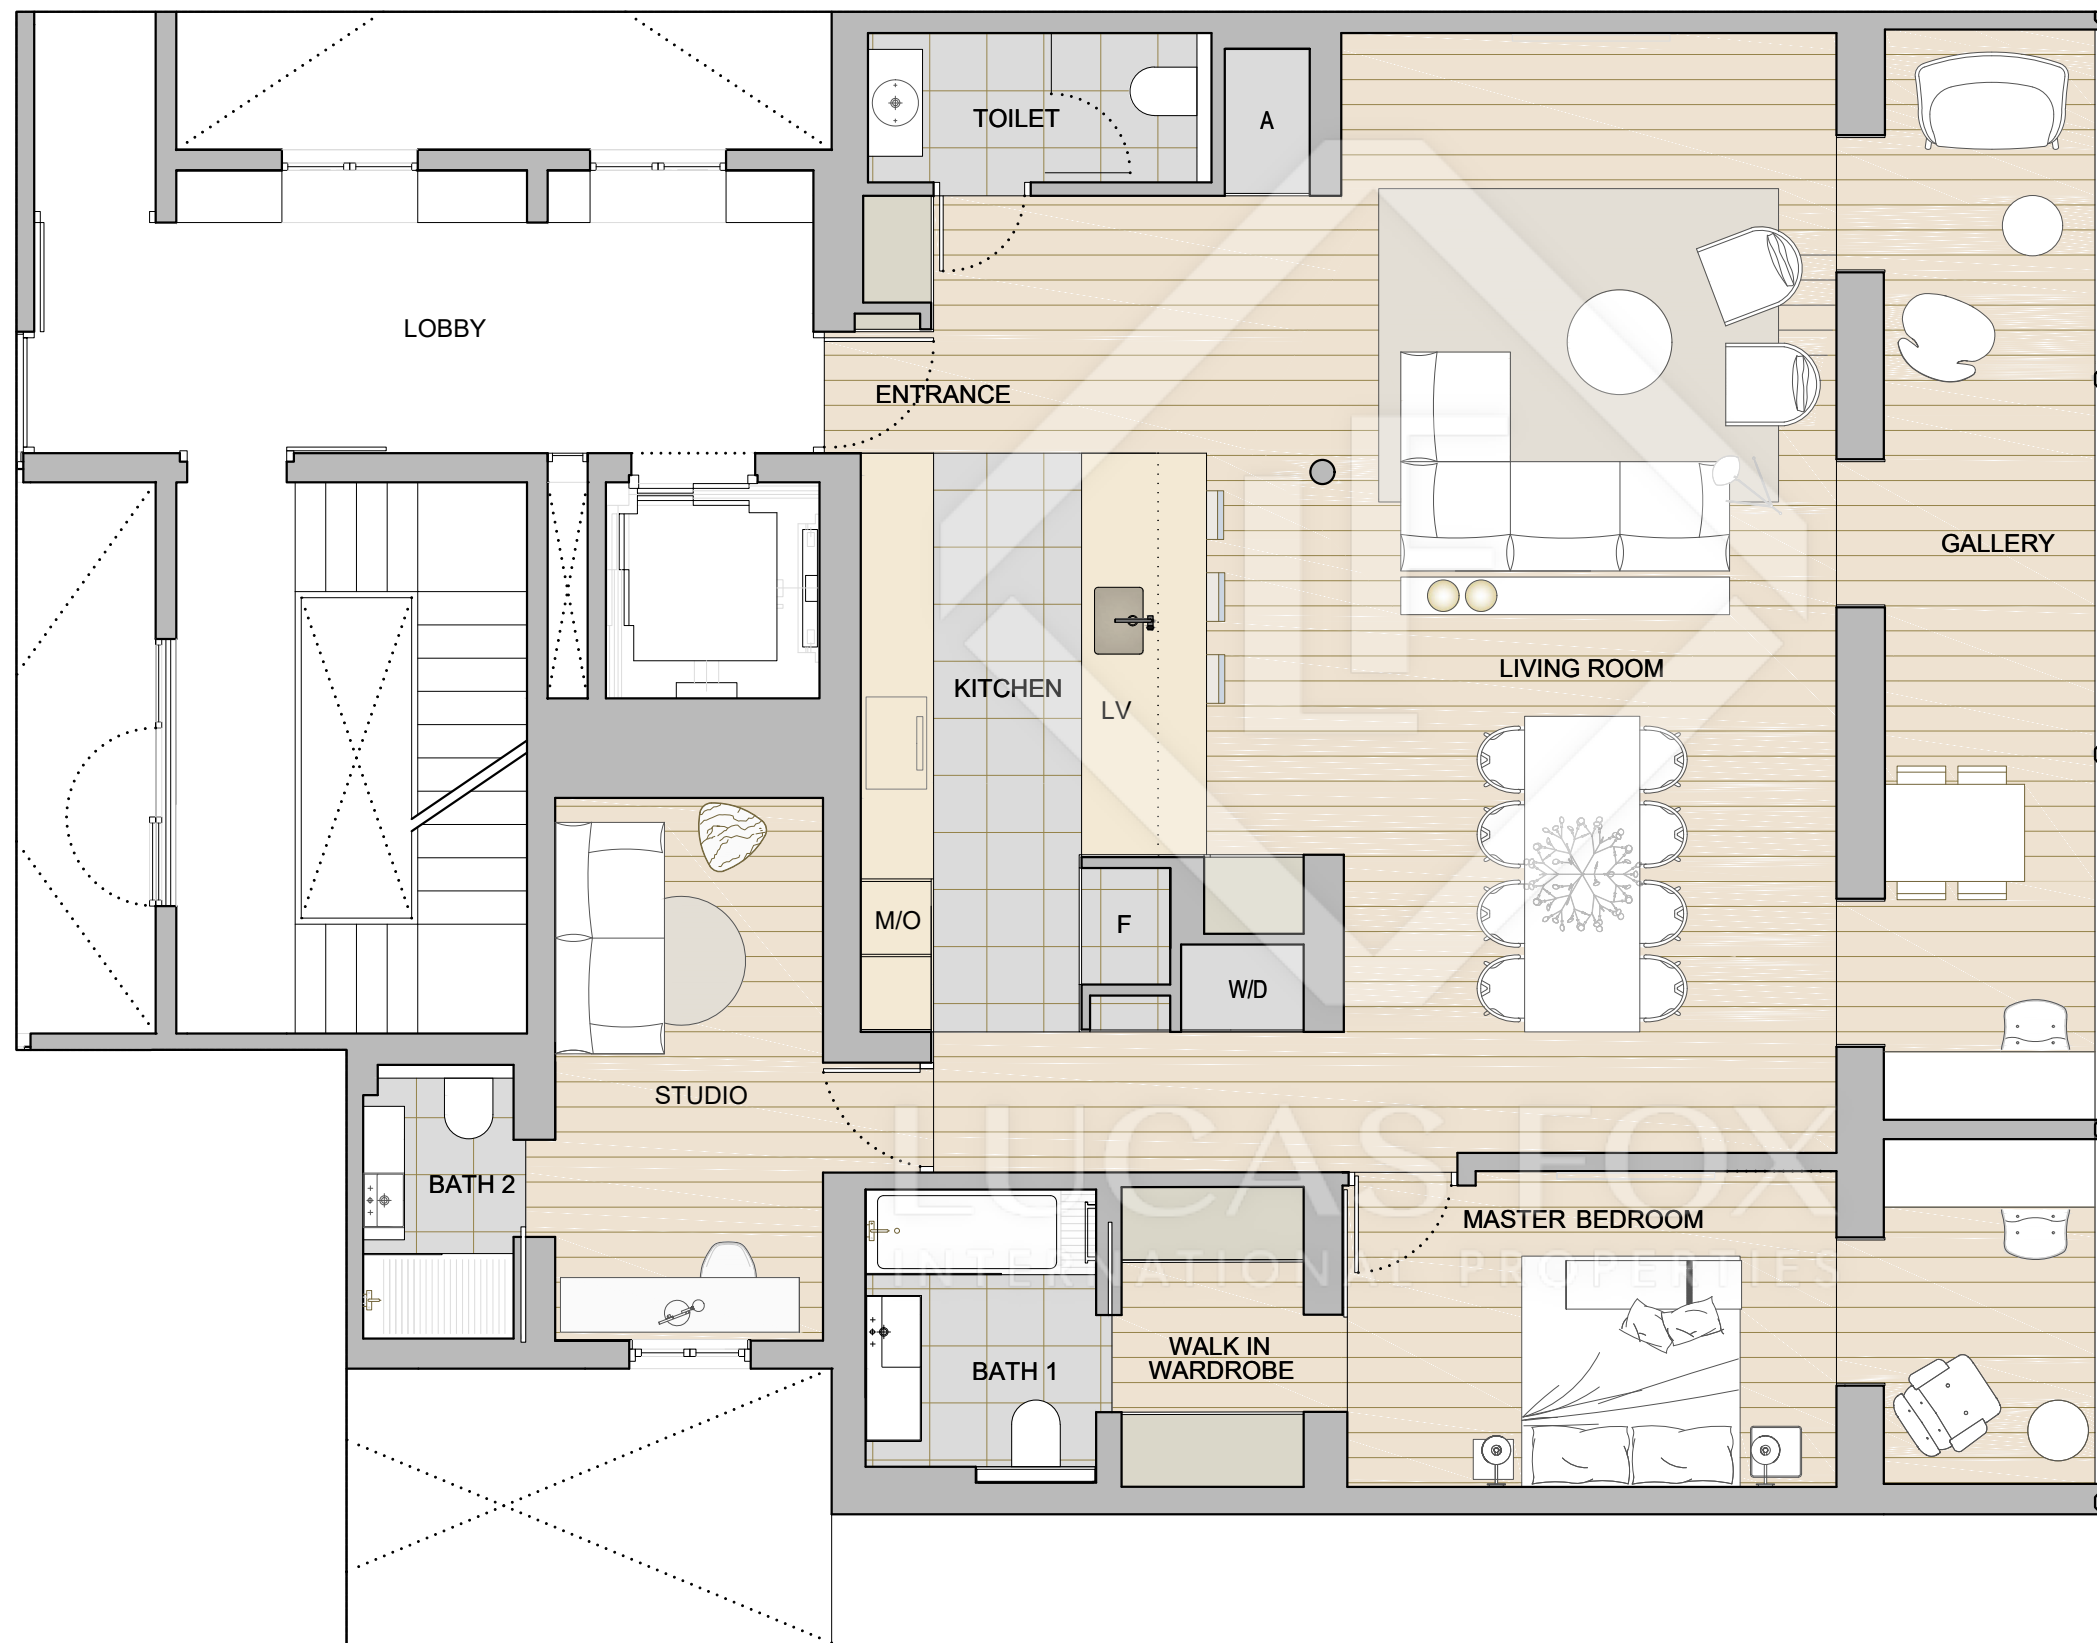 TOILET
A
LOBBY
ENTRANCE
GALLERY
LIVING ROOM
KITCHEN
LV
M/O
F
W/D
STUDIO
BATH 2
LUCAS FOX
INTERNATIONAL PROPERTIES
MASTER BEDROOM
WALK IN
WARDROBE
BATH 1